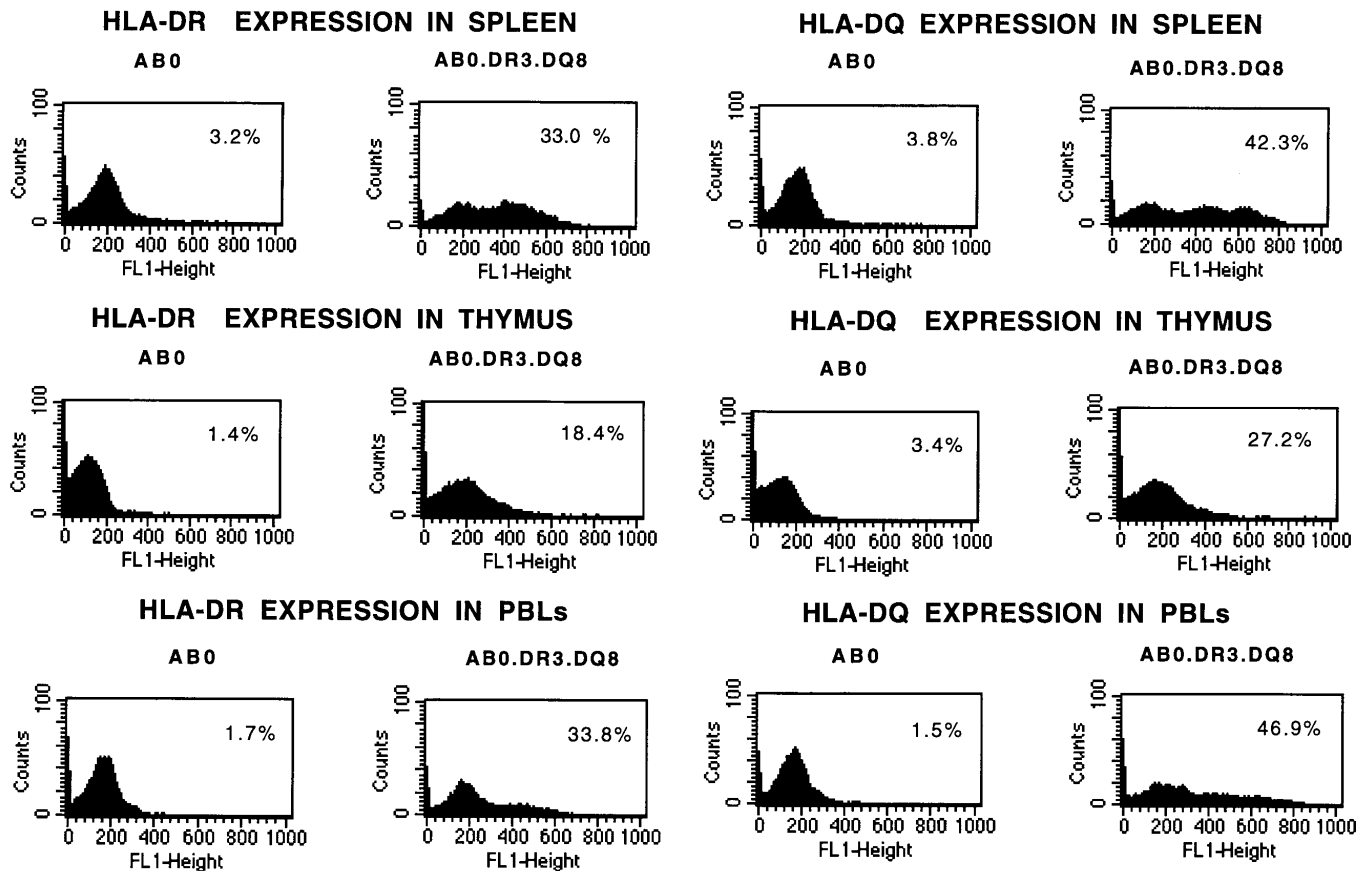 HLA-DR EXPRESSION IN SPLEEN
AB0
100
Counts
0
3.2%
0 200 400 600 800 1000
FL1-Height
AB0.DR3.DQ8
100
Counts
0
33.0 %
0 200 400 600 800 1000
FL1-Height
HLA-DQ EXPRESSION IN SPLEEN
AB0
100
Counts
0
3.8%
0 200 400 600 800 1000
FL1-Height
AB0.DR3.DQ8
100
Counts
0
42.3%
0 200 400 600 800 1000
FL1-Height
HLA-DR EXPRESSION IN THYMUS
AB0
100
Counts
0
1.4%
0 200 400 600 800 1000
FL1-Height
AB0.DR3.DQ8
100
Counts
0
18.4%
0 200 400 600 800 1000
FL1-Height
HLA-DQ EXPRESSION IN THYMUS
AB0
100
Counts
0
3.4%
0 200 400 600 800 1000
FL1-Height
AB0.DR3.DQ8
100
Counts
0
27.2%
0 200 400 600 800 1000
FL1-Height
HLA-DR EXPRESSION IN PBLs
AB0
100
Counts
0
1.7%
0 200 400 600 800 1000
FL1-Height
AB0.DR3.DQ8
100
Counts
0
33.8%
0 200 400 600 800 1000
FL1-Height
HLA-DQ EXPRESSION IN PBLs
AB0
100
Counts
0
1.5%
0 200 400 600 800 1000
FL1-Height
AB0.DR3.DQ8
100
Counts
0
46.9%
0 200 400 600 800 1000
FL1-Height